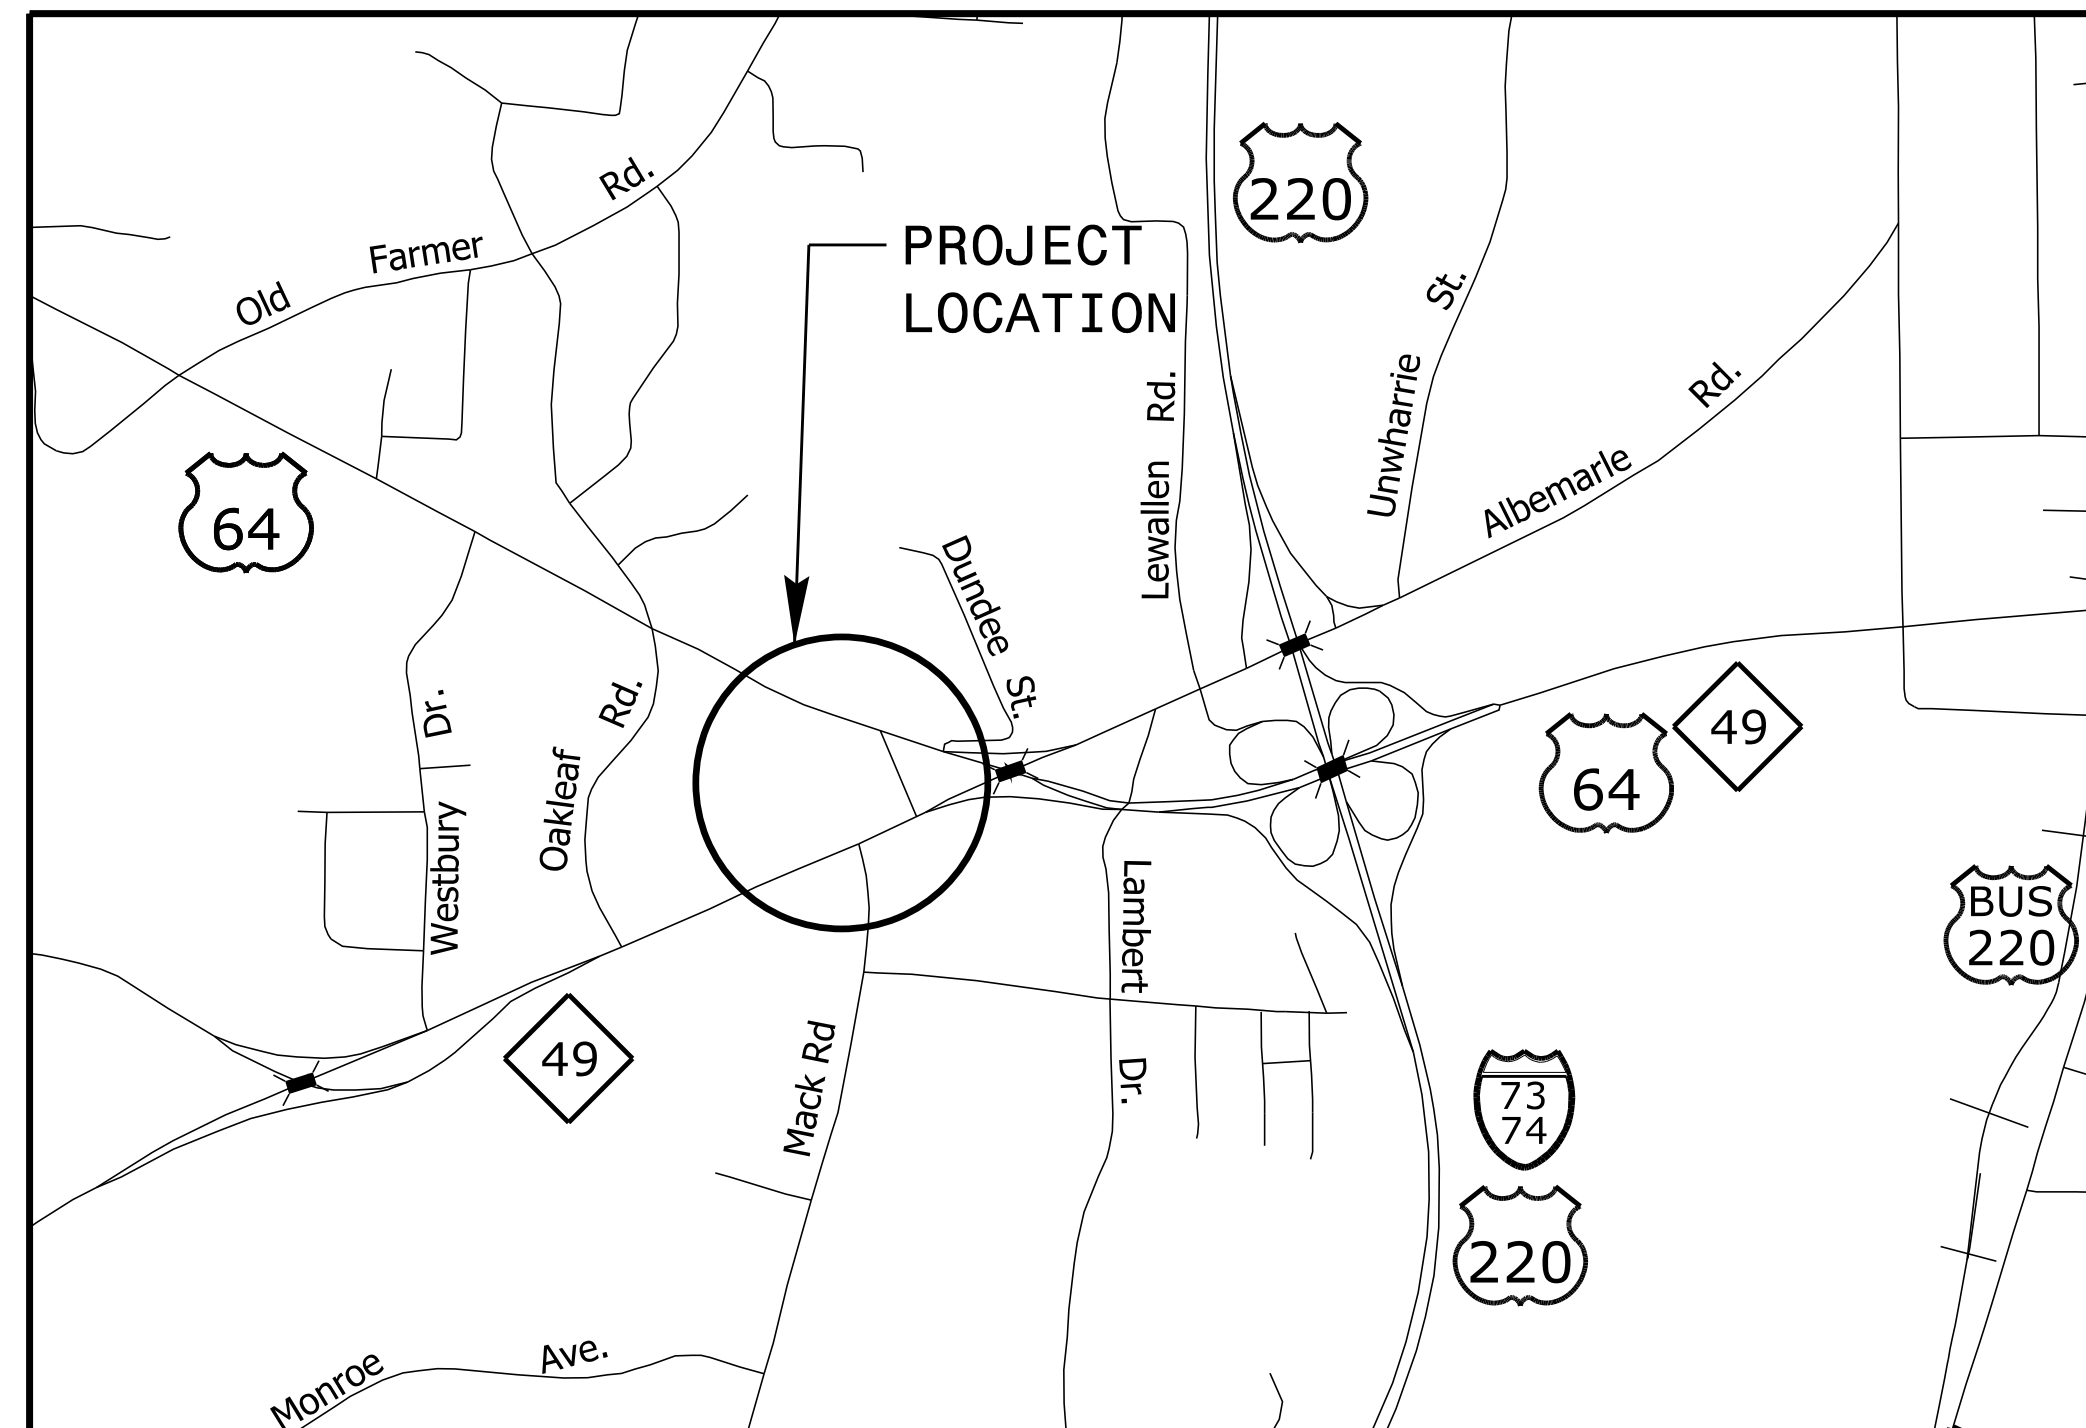 220
Rd.
PROJECT
LOCATION
Farmer
Old
St.
Rd.
Rd.
Unwharrie
Albemarle
Lewallen
64
Dundee
St.
Dr.
Rd.
49
64
Oakleaf
Westbury
Lambert
BUS
220
49
Mack Rd
Dr.
73
74
220
Ave.
Monroe